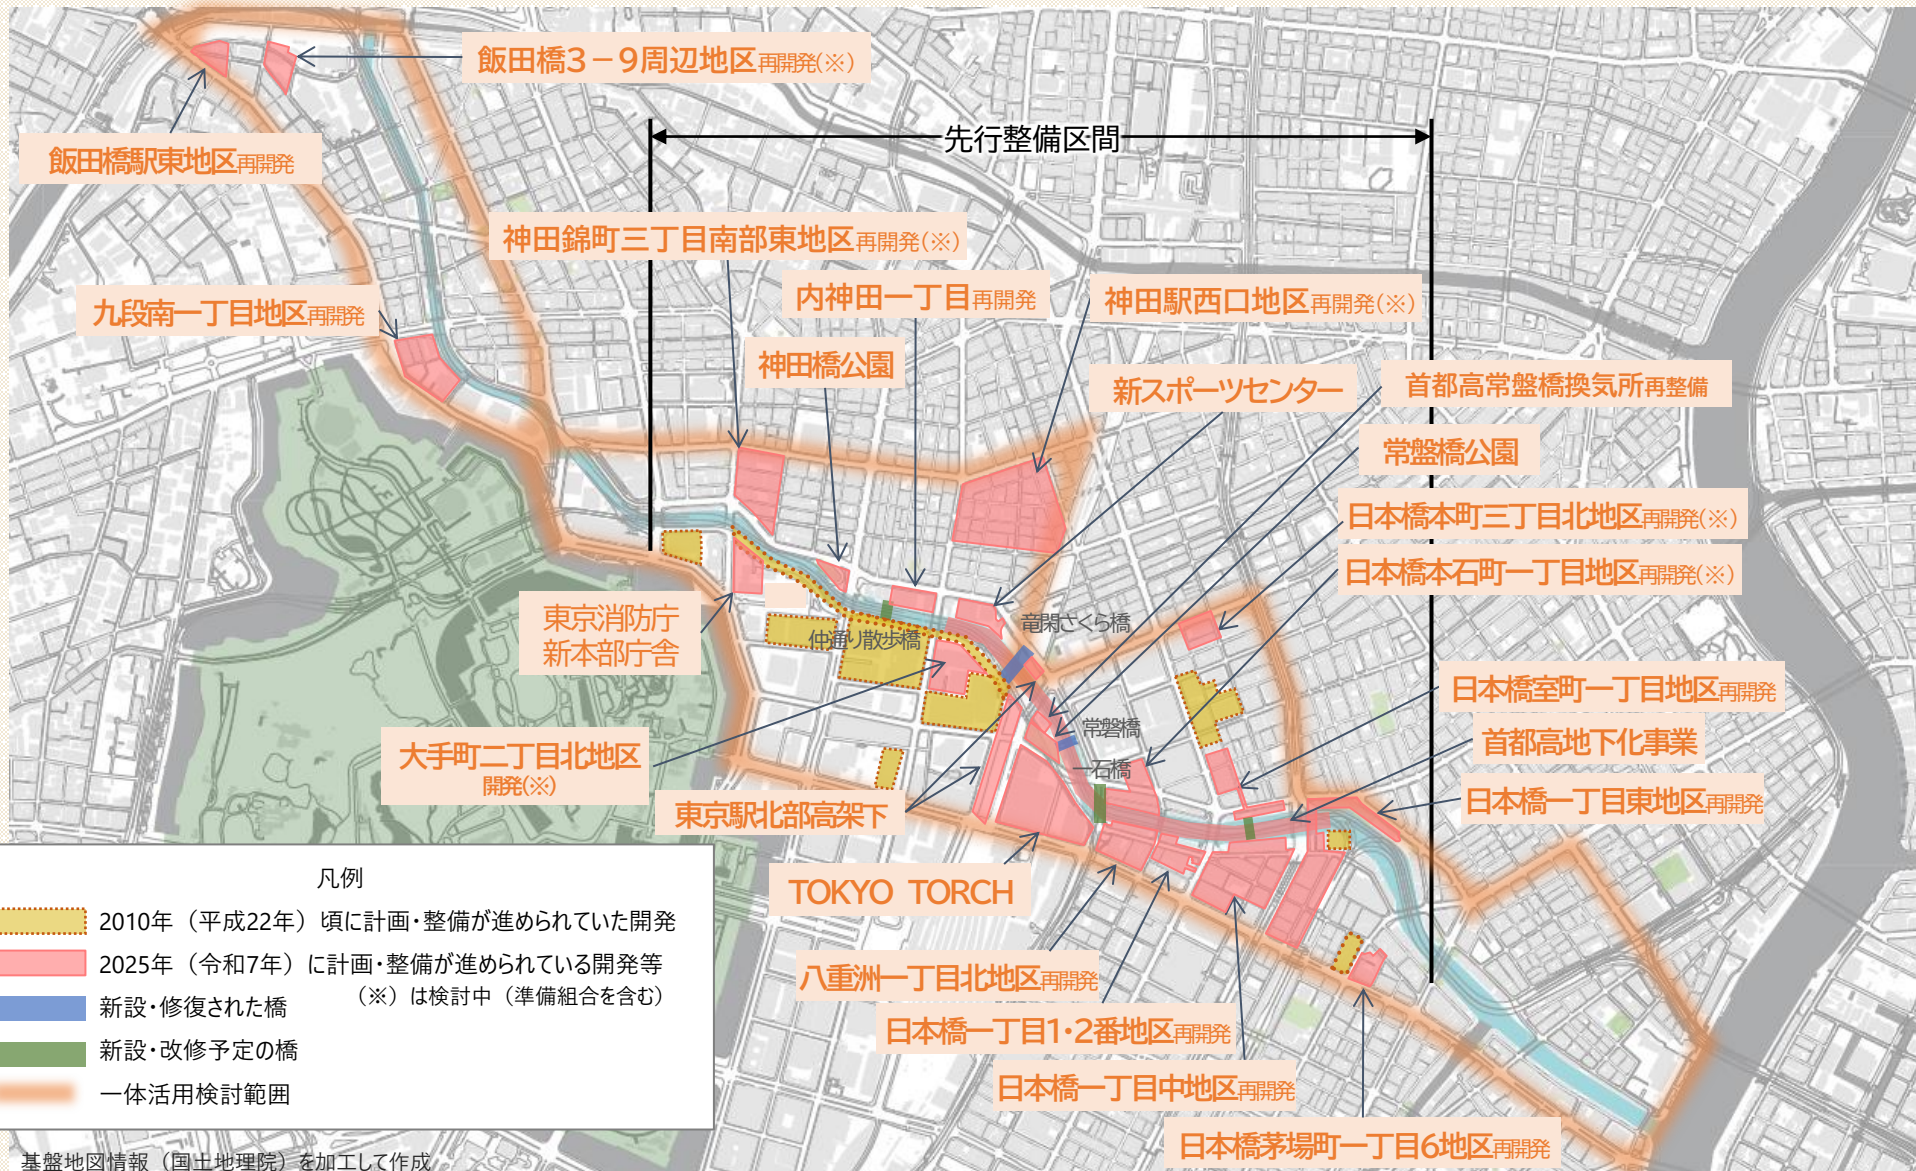 飯田橋3－9周辺地区再開発(※)
飯田橋駅東地区再開発
先行整備区間
神田錦町三丁目南部東地区再開発(※)
内神田一丁目再開発
神田駅西口地区再開発(※)
九段南一丁目地区再開発
神田橋公園
新スポーツセンター
首都高常盤橋換気所再整備
常盤橋公園
日本橋本町三丁目北地区再開発(※)
日本橋本石町一丁目地区再開発(※)
東京消防庁
新本部庁舎
仲通り散歩橋
竜閑さくら橋
日本橋室町一丁目地区再開発
常磐橋
首都高地下化事業
大手町二丁目北地区
開発(※)
一石橋
日本橋一丁目東地区再開発
東京駅北部高架下
TOKYO TORCH
八重洲一丁目北地区再開発
日本橋一丁目1・2番地区再開発
日本橋一丁目中地区再開発
日本橋茅場町一丁目6地区再開発
凡例
2010年（平成22年）頃に計画・整備が進められていた開発
2025年（令和7年）に計画・整備が進められている開発等
（※）は検討中（準備組合を含む）
新設・修復された橋
新設・改修予定の橋
一体活用検討範囲
基盤地図情報（国土地理院）を加工して作成